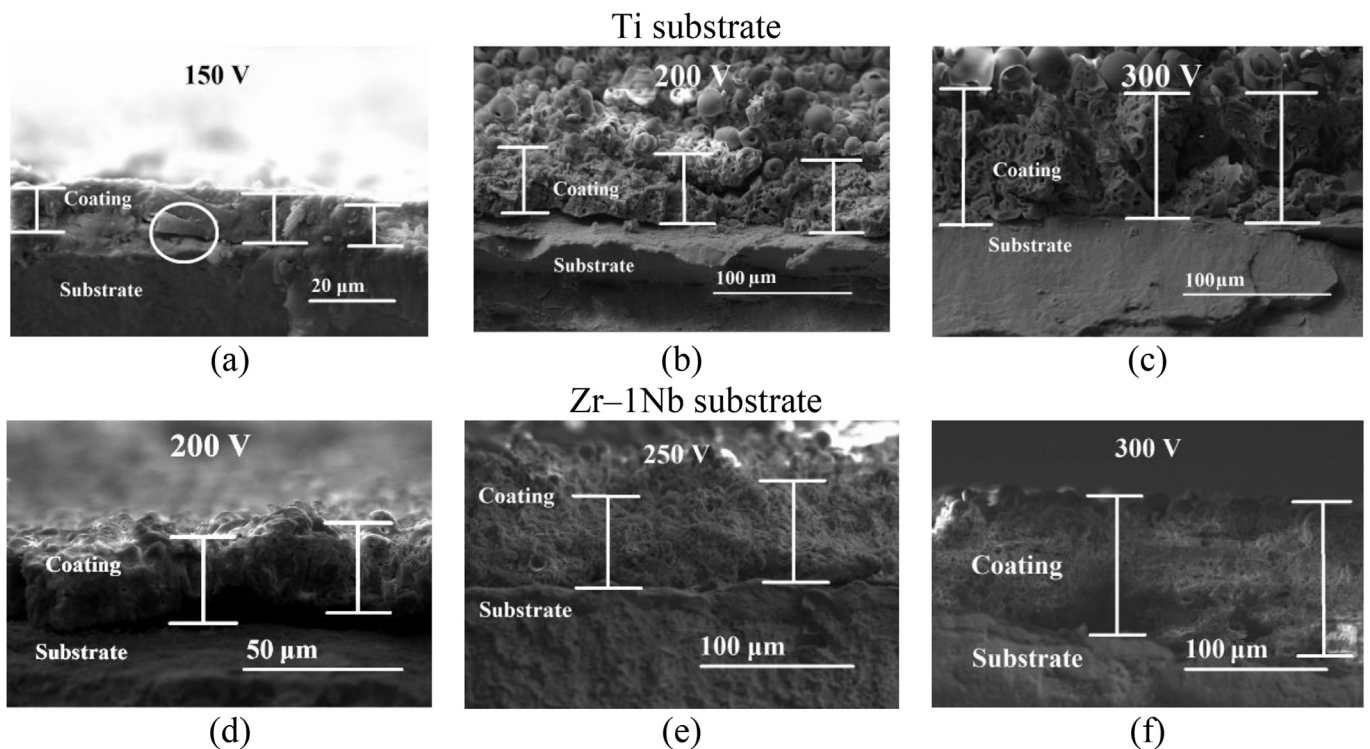 Ti substrate
150 V
Coating
Substrate
20 µm
(a)
200 V
Coating
Substrate
100 µm
(b)
300 V
Coating
Substrate
100µm
(c)
Zr–1Nb substrate
200 V
Coating
Substrate
50 µm
(d)
250 V
Coating
Substrate
100 µm
(e)
300 V
Coating
Substrate
100 µm
(f)